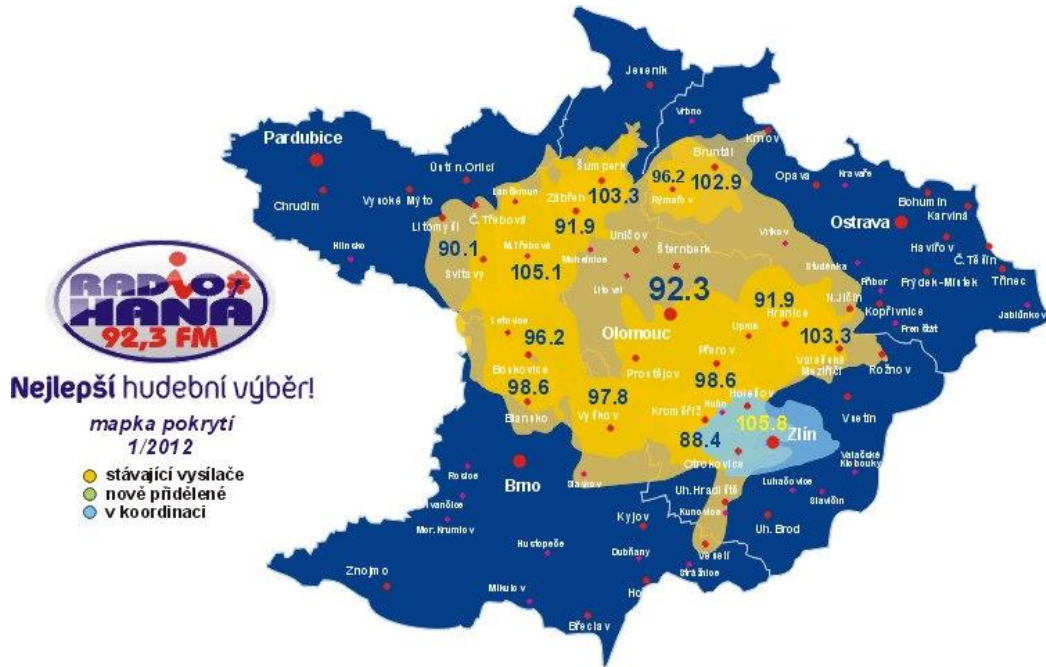 Jeseník
Vrbno
Krnov
Pardubice
Bruntál
Ústí n.Orlicí
Šumperk
96.2
102.9
Opava
Kravaře
Lanškroun
Rýmařov
Chrudim
Vysoké Mýto
Zábřeh
103.3
Bohumín
Č.Třebová
Karviná
Litomyšl
91.9
Ostrava
Hlinsko
90.1
M.Třebová
Uničov
Šternberk
Vítkov
Havířov
Č.Těšín
Mohelnice
Svitavy
105.1
Studénka
Třinec
RADIO
HANÁ
92,3 FM
Litovel
92.3
Příbor
Frýdek-Místek
91.9
N.Jičín
Kopřivnice
Jablůnkov
Hranice
Letovice
Olomouc
Lipník
Frenštát
96.2
103.3
Přerov
Boskovice
Prostějov
Valašské
Meziříčí
Rožnov
Nejlepší hudební výběr!
98.6
98.6
97.8
Holešov
Hulín
Kroměříž
Blansko
Vyškov
Vsetín
mapka pokrytí
1/2012
105.8
88.4
Zlín
stávající vysílače
nově přidělené
v koordinaci
Otrokovice
Valašské
Klobouky
Rosice
Brno
Slavkov
Luhačovice
Uh.Hradiště
Slavičín
Ivančice
Kunovice
Mor.Krumlov
Kyjov
Uh.Brod
Hustopeče
Dubňany
Veselí
Strážnice
Znojmo
Mikulov
Ho
Břeclav